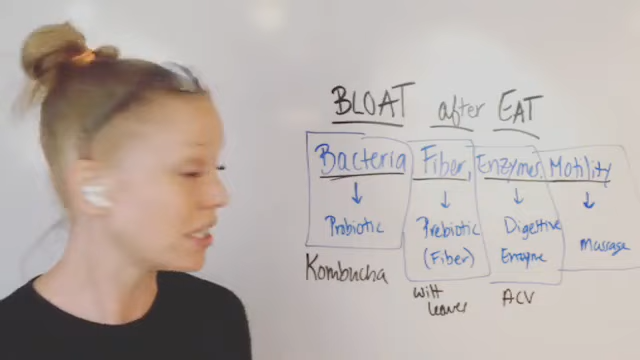 BLOAT after EAT
Bacteria Fiber, Enzymes, Motility
Probiotic Prebiotic Digestive Massage
(Fiber) Enzyme
Kombucha
Wilt ACV
leaves